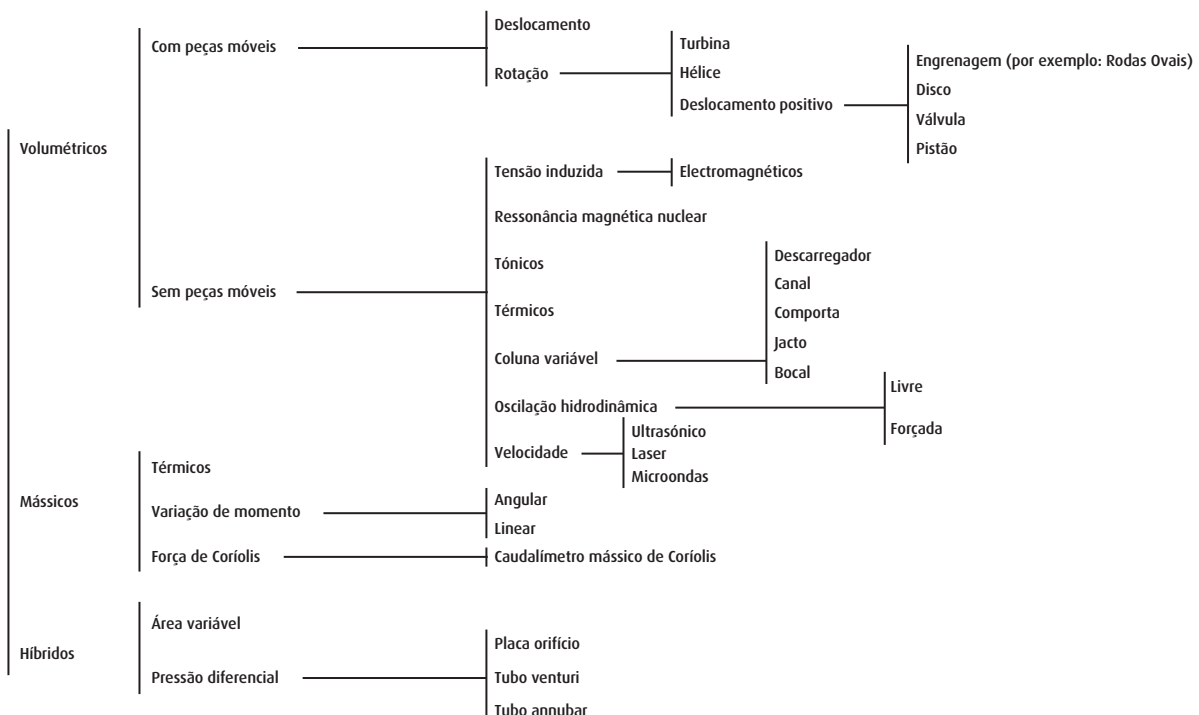 Volumétricos
Com peças móveis
Deslocamento
Rotação
Turbina
Hélice
Deslocamento positivo
Engrenagem (por exemplo: Rodas Ovais)
Disco
Válvula
Pistão
Sem peças móveis
Tensão induzida
Electromagnéticos
Ressonância magnética nuclear
Tónicos
Térmicos
Coluna variável
Descarregador
Canal
Comporta
Jacto
Bocal
Oscilação hidrodinâmica
Livre
Forçada
Velocidade
Ultrasónico
Laser
Microondas
Mássicos
Térmicos
Variação de momento
Angular
Linear
Força de Coríolis
Caudalímetro mássico de Coríolis
Híbridos
Área variável
Pressão diferencial
Placa orifício
Tubo venturi
Tubo annubar